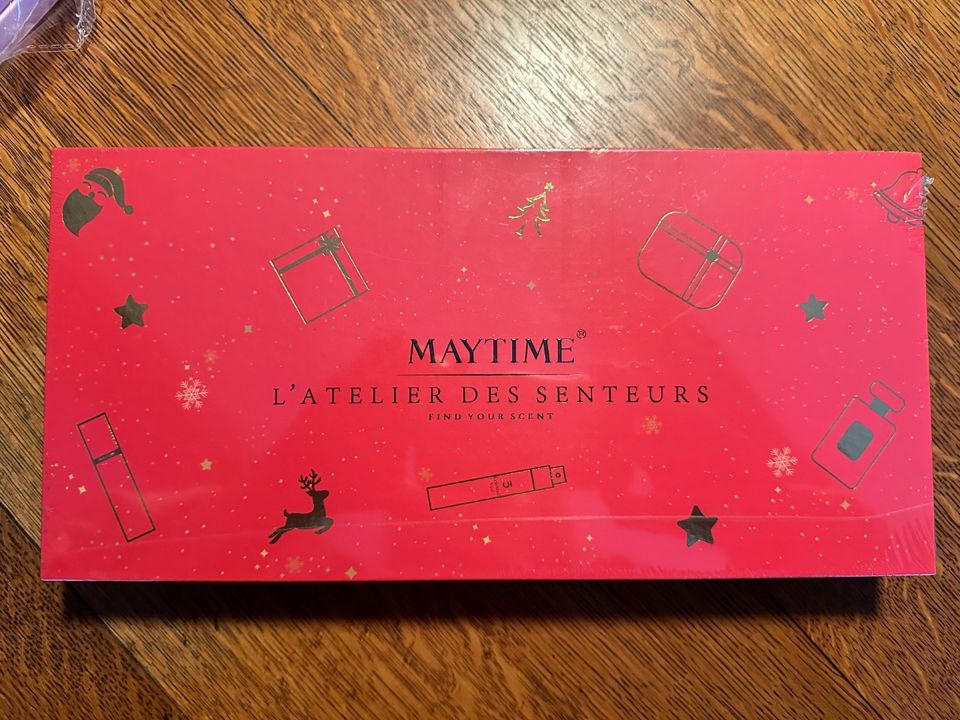 MAYTIME®
L'ATELIER DES SENTEURS
FIND YOUR SCENT